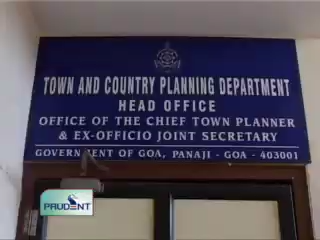 TOWN AND COUNTRY PLANNING DEPARTMENT
HEAD OFFICE
OFFICE OF THE CHIEF TOWN PLANNER
& EX-OFFICIO JOINT SECRETARY
GOVERNMENT OF GOA, PANAJI - GOA - 403001
PRUDENT